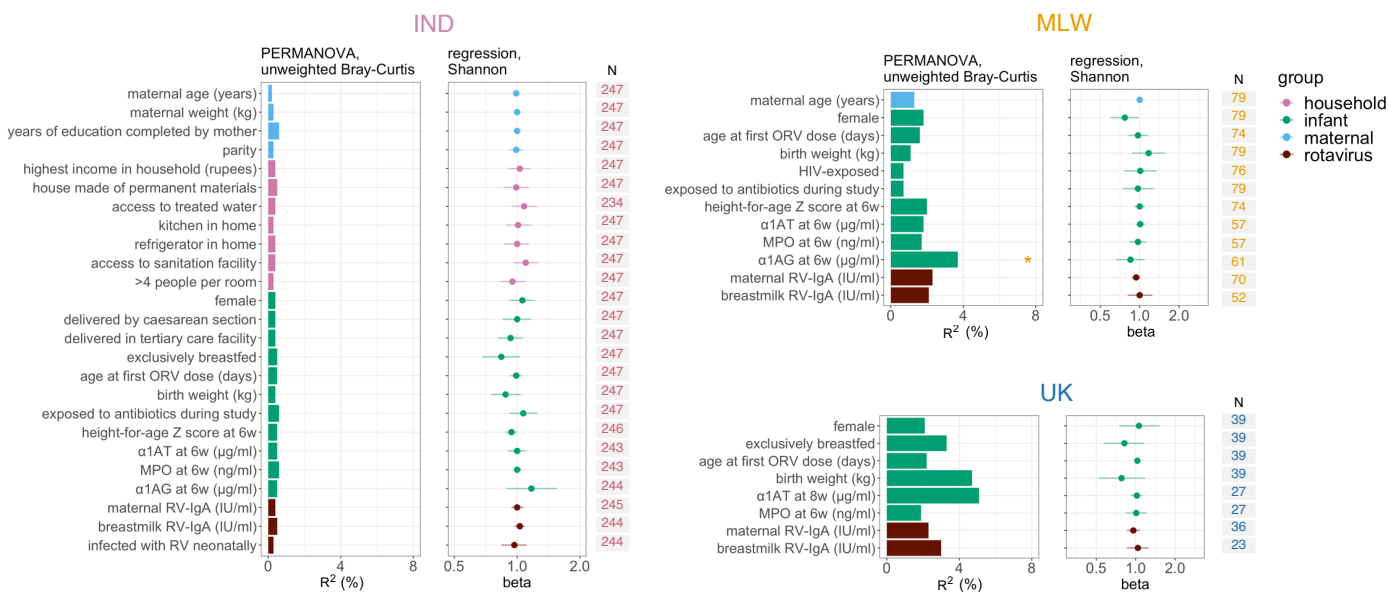 IND
PERMANOVA,
unweighted Bray-Curtis
regression,
Shannon
N
maternal age (years) 247
maternal weight (kg) 247
years of education completed by mother 247
parity 247
highest income in household (rupees) 247
house made of permanent materials 247
access to treated water 234
kitchen in home 247
refrigerator in home 247
access to sanitation facility 247
>4 people per room 247
female 247
delivered by caesarean section 247
delivered in tertiary care facility 247
exclusively breastfed 247
age at first ORV dose (days) 247
birth weight (kg) 247
exposed to antibiotics during study 247
height-for-age Z score at 6w 246
α1AT at 6w (µg/ml) 243
MPO at 6w (ng/ml) 243
α1AG at 6w (µg/ml) 244
maternal RV-IgA (IU/ml) 245
breastmilk RV-IgA (IU/ml) 244
infected with RV neonatally 244
0 4 8 0.5 1.0 2.0
R² (%) beta
MLW
PERMANOVA,
unweighted Bray-Curtis
regression,
Shannon
N
maternal age (years) 79
female 79
age at first ORV dose (days) 74
birth weight (kg) 79
HIV-exposed 76
exposed to antibiotics during study 79
height-for-age Z score at 6w 74
α1AT at 6w (µg/ml) 57
MPO at 6w (ng/ml) 57
α1AG at 6w (µg/ml) * 61
maternal RV-IgA (IU/ml) 70
breastmilk RV-IgA (IU/ml) 52
0 4 8 0.5 1.0 2.0
R² (%) beta
group
household
infant
maternal
rotavirus
UK
N
female 39
exclusively breastfed 39
age at first ORV dose (days) 39
birth weight (kg) 39
α1AT at 8w (µg/ml) 27
MPO at 6w (ng/ml) 27
maternal RV-IgA (IU/ml) 36
breastmilk RV-IgA (IU/ml) 23
0 4 8 0.5 1.0 2.0
R² (%) beta